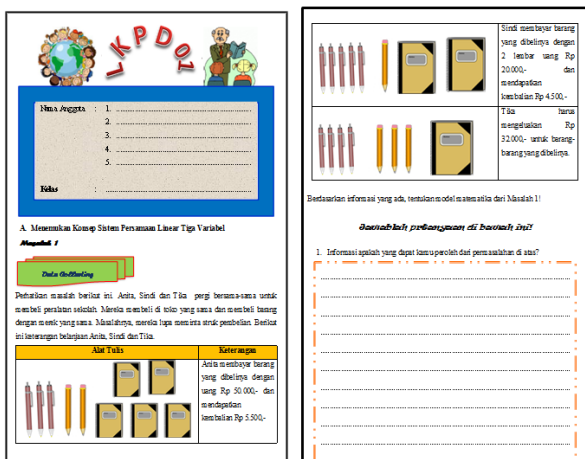 LKPD 01
Nama Anggota : 1. ...............
2. ...............
3. ...............
4. ...............
5. ...............
Kelas : ...............
A. Menemukan Konsep Sistem Persamaan Linear Tiga Variabel
Masalah 1
Data Collecting
Perhatikan masalah berikut ini. Anita, Sindi dan Tika pergi bersama-sama untuk
membeli peralatan sekolah. Mereka membeli di toko yang sama dan membeli barang
dengan merek yang sama. Masalahnya, mereka lupa meminta struk pembelian. Berikut
ini keterangan belanjaan Anita, Sindi dan Tika.
Alat Tulis Keterangan
Anita membayar barang
yang dibelinya dengan
uang Rp 50.000,- dan
mendapatkan
kembalian Rp 5.500,-
Sindi membayar barang
yang dibelinya dengan
2 lembar uang Rp
20.000,- dan
mendapatkan
kembalian Rp 4.500,-
Tika harus
mengeluarkan Rp
32.000,- untuk barang-
barang yang dibelinya.
Berdasarkan informasi yang ada, tentukan model matematika dari Masalah 1!
Jawablah pertanyaan di bawah ini!
1. Informasi apakah yang dapat kamu peroleh dari permasalahan di atas?